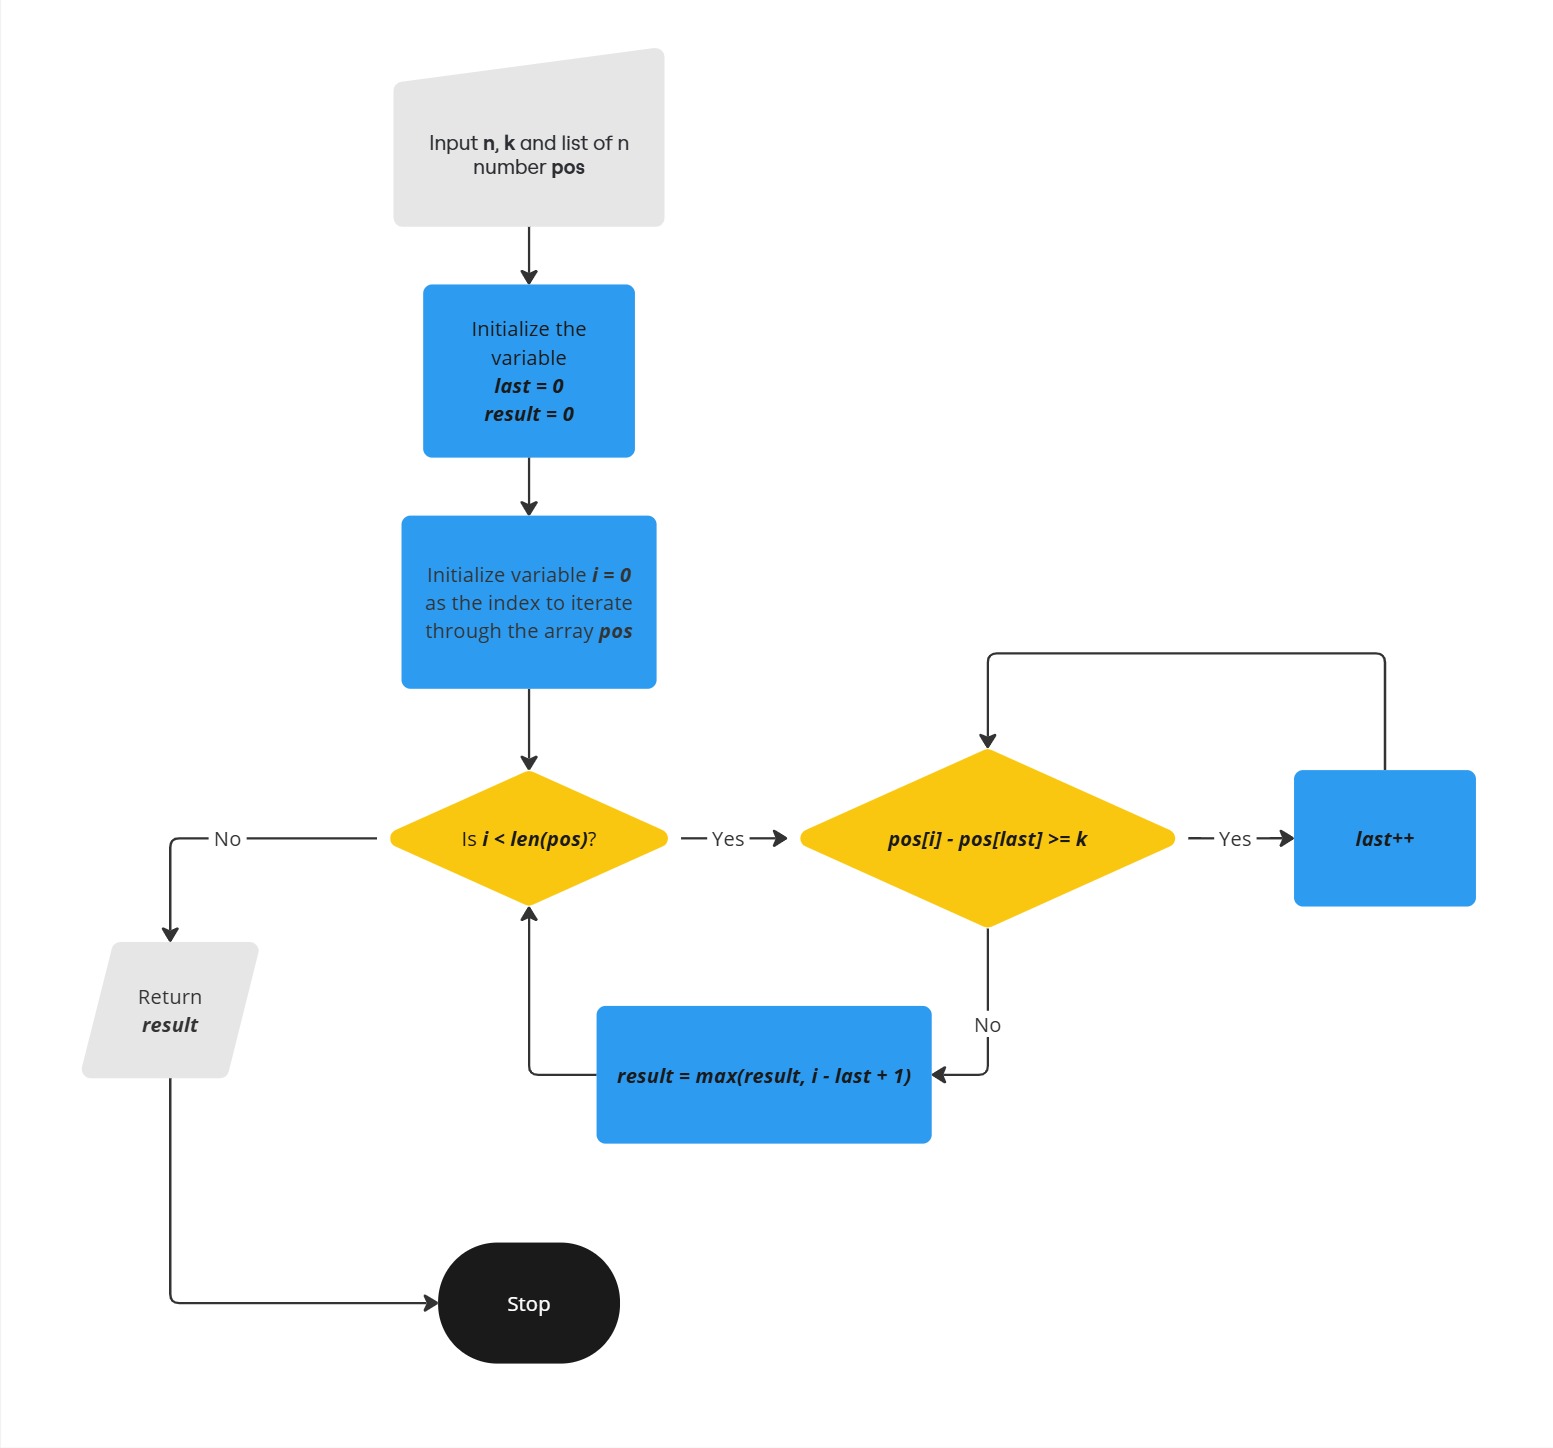 Input n, k and list of n
number pos
Initialize the
variable
last = 0
result = 0
Initialize variable i = 0
as the index to iterate
through the array pos
Is i < len(pos)?
Yes
pos[i] - pos[last] >= k
Yes
last++
No
Return
result
No
result = max(result, i - last + 1)
Stop